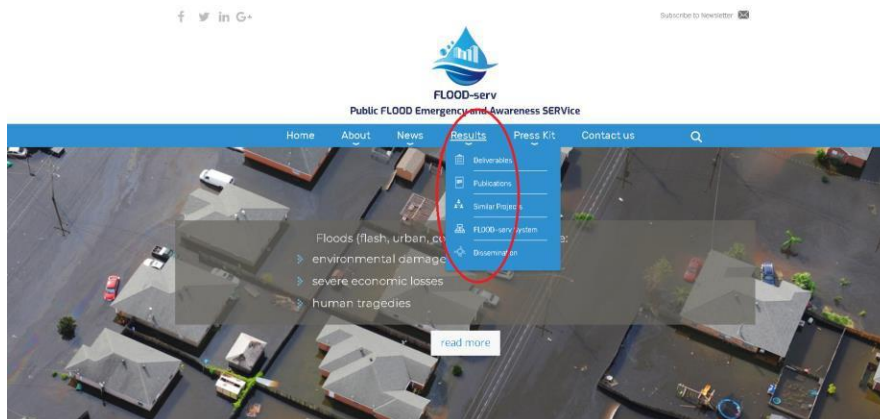 Subscribe to Newsletter
FLOOD-serv
Public FLOOD Emergency and Awareness SERVice
Home About News Results Press Kit Contact us
Deliverables
Publications
Similar Projects
FLOOD-serv system
Dissemination
Floods (flash, urban, co e:
environmental damage
severe economic losses
human tragedies
read more